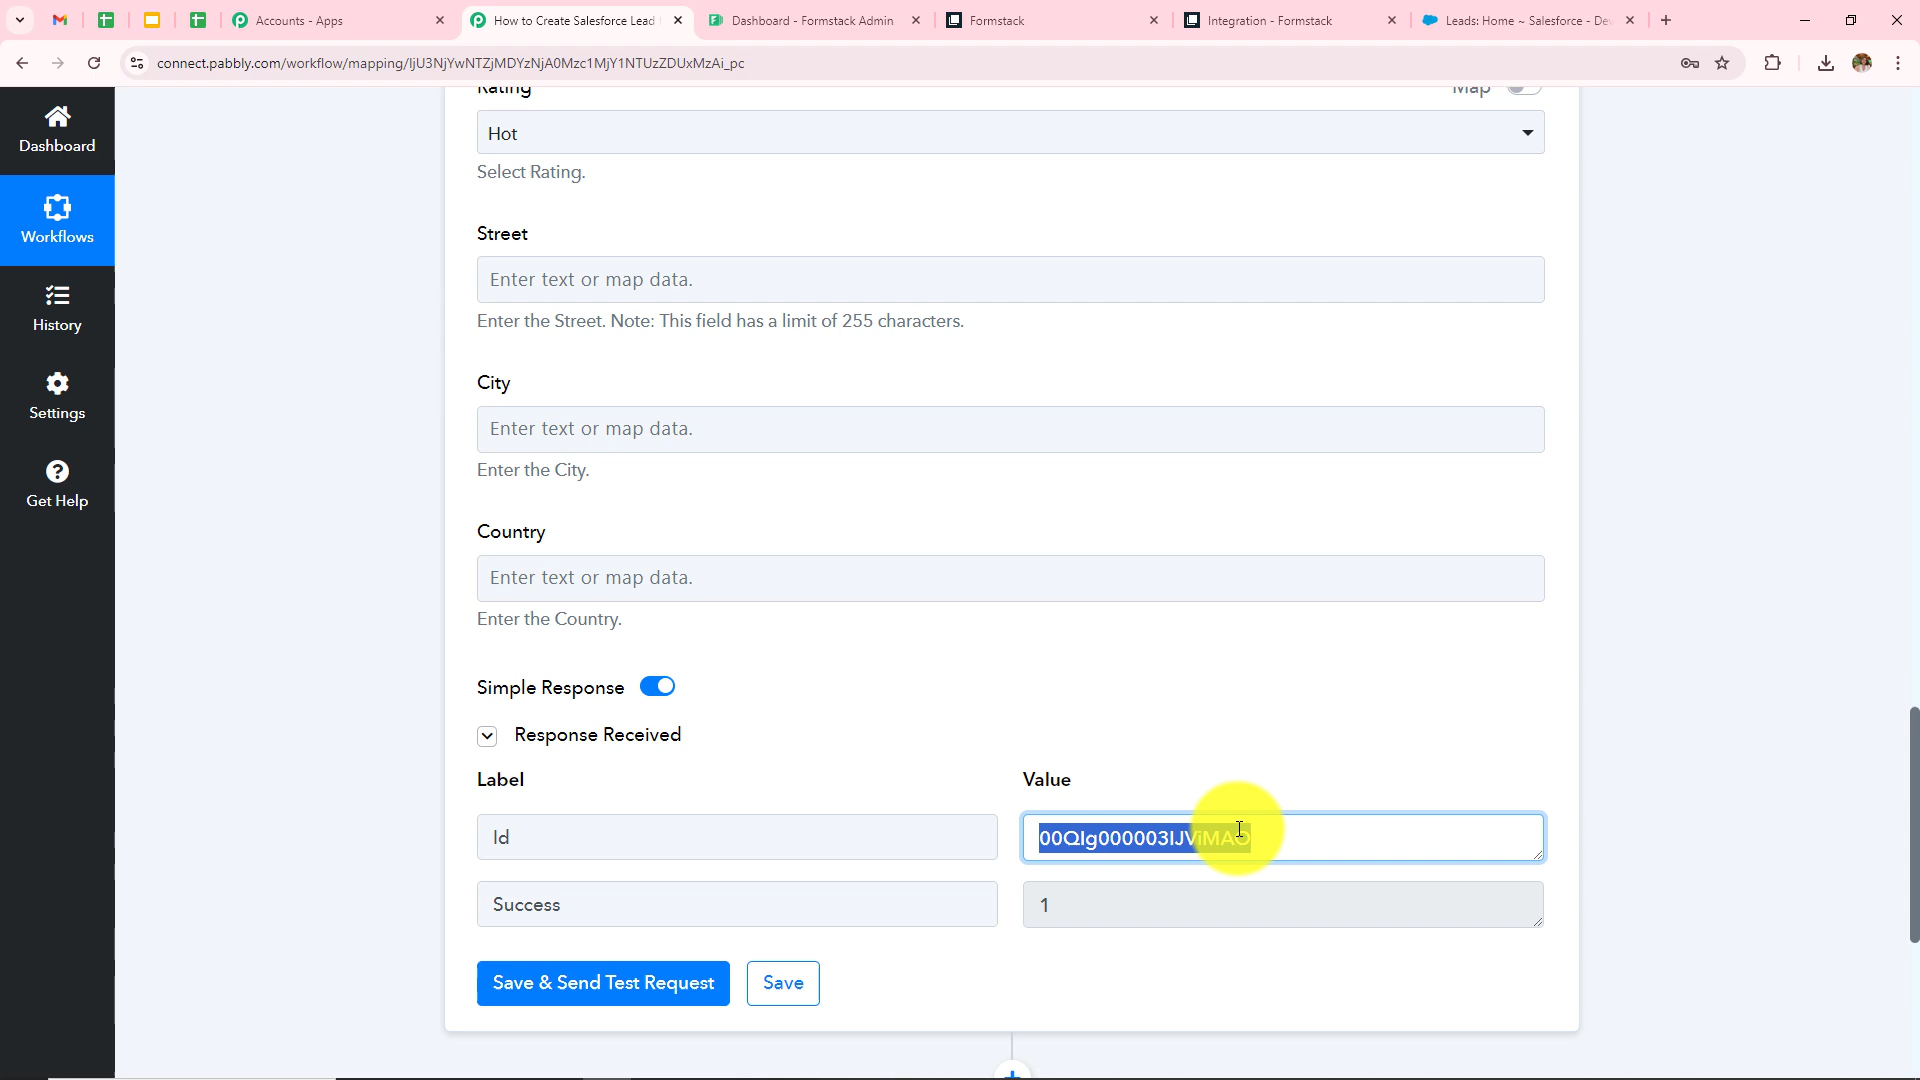 Accounts - Apps
How to Create Salesforce Lead
Dashboard - Formstack Admin
Formstack
Integration - Formstack
Leads: Home ~ Salesforce - Dev
connect.pabbly.com/workflow/mapping/IjU3NjYwNTZjMDYzNjA0Mzc1MjY1NTUzZDUxMzAi_pc
Dashboard
Workflows
History
Settings
Get Help
Rating
Map
Hot
Select Rating.
Street
Enter text or map data.
Enter the Street. Note: This field has a limit of 255 characters.
City
Enter text or map data.
Enter the City.
Country
Enter text or map data.
Enter the Country.
Simple Response
Response Received
Label
Value
Id
00QIg000003IJViMAO
Success
1
Save & Send Test Request
Save